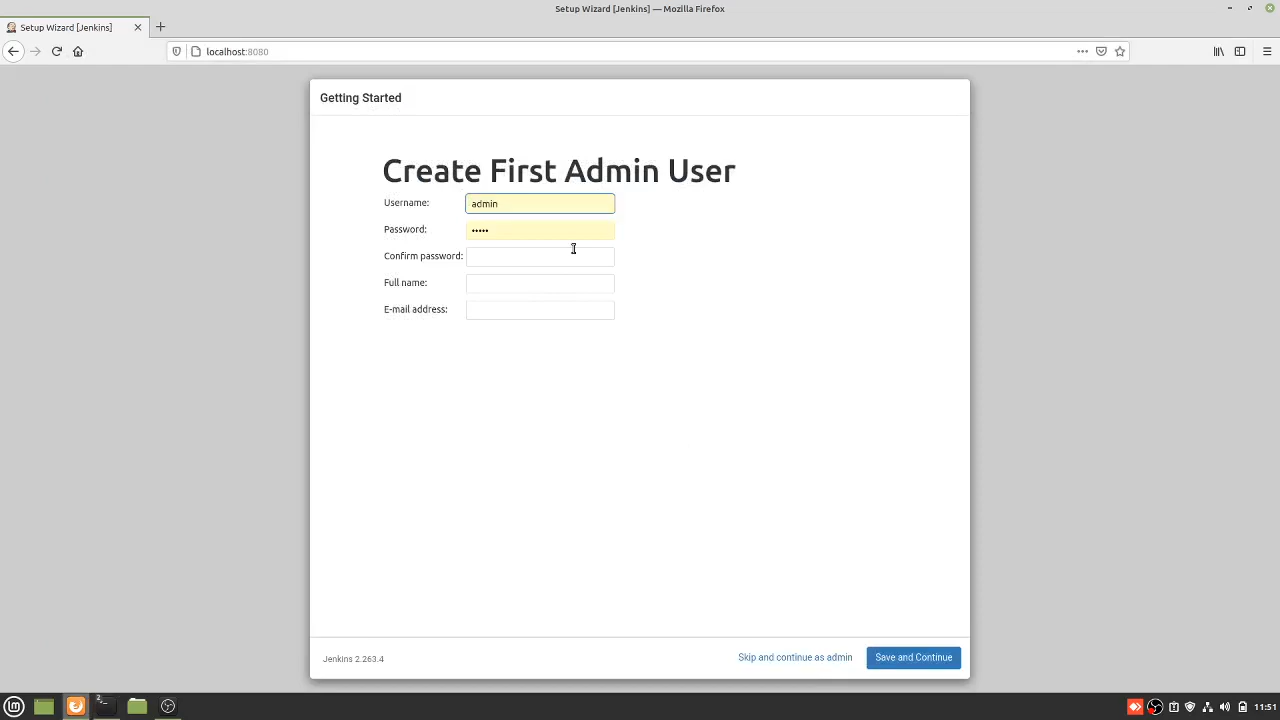 Setup Wizard [Jenkins] — Mozilla Firefox
Setup Wizard [Jenkins]
localhost:8080
Getting Started
Create First Admin User
Username: admin
Password: •••••
Confirm password:
Full name:
E-mail address:
Jenkins 2.263.4
Skip and continue as admin
Save and Continue
2
11:51